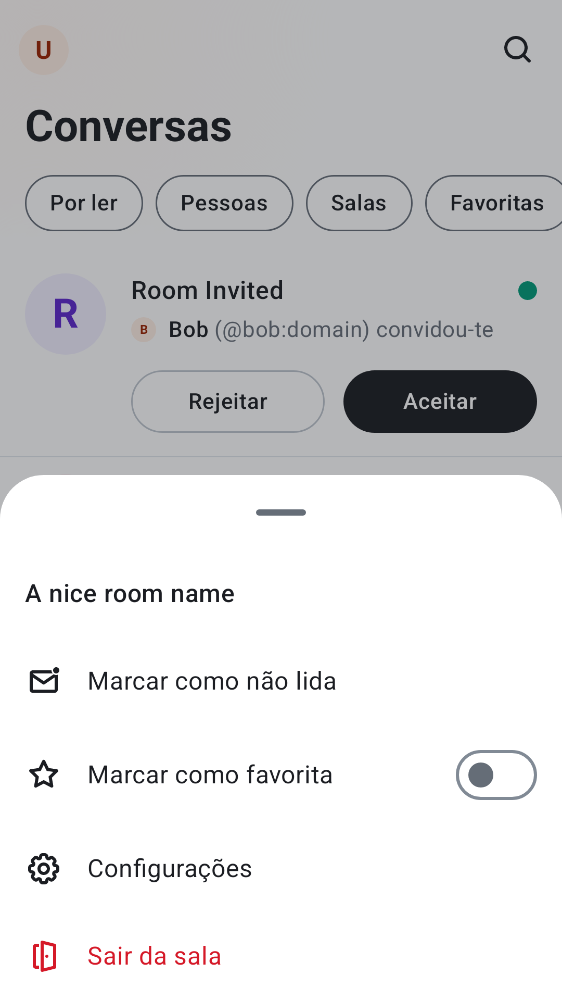 U
Conversas
Por ler Pessoas Salas Favoritas
R
Room Invited
B Bob (@bob:domain) convidou-te
Rejeitar Aceitar
A nice room name
Marcar como não lida
Marcar como favorita
Configurações
Sair da sala